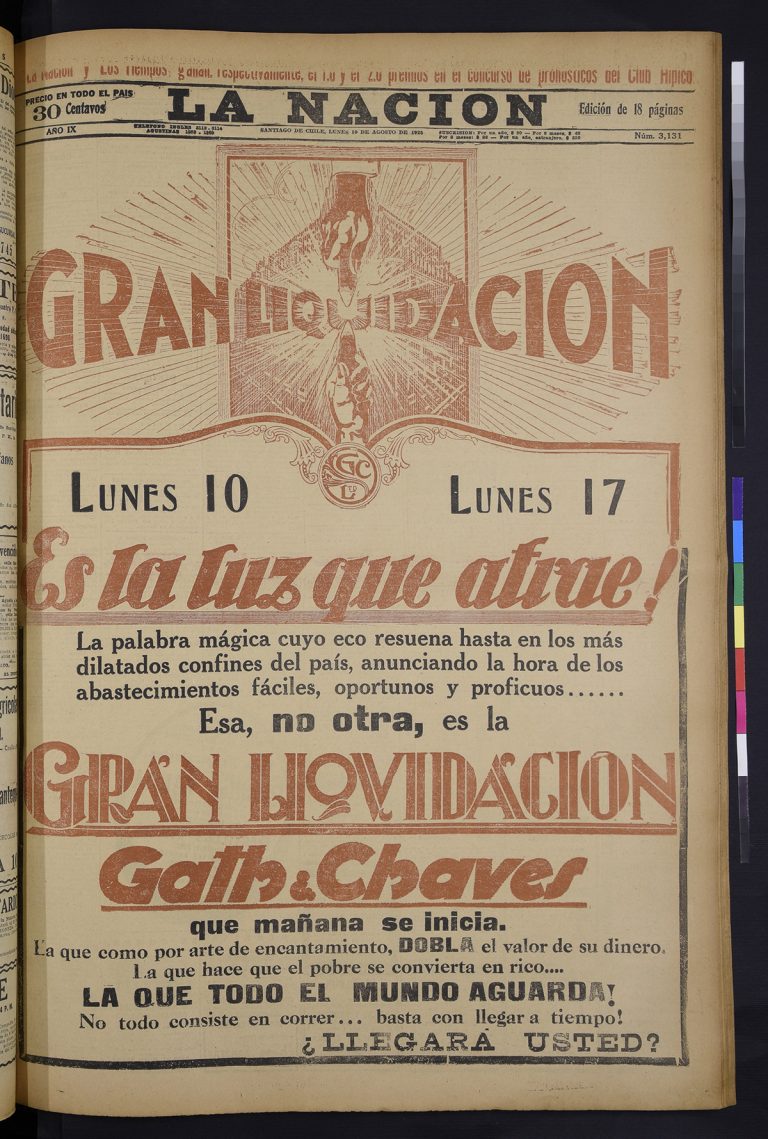 La Nación y Los Tiempos, ganan, respectivamente, el 1.o y el 2.o premios en el concurso de pronósticos del Club Hípico
PRECIO EN TODO EL PAIS
30 Centavos
LA NACION
Edición de 18 páginas
AÑO IX
SANTIAGO DE CHILE, LUNES 10 DE AGOSTO DE 1925
Núm. 3,131
GRAN LIQUIDACION
GC
LTD
LUNES 10
LUNES 17
Es la luz que atrae!
La palabra mágica cuyo eco resuena hasta en los más
dilatados confines del país, anunciando la hora de los
abastecimientos fáciles, oportunos y proficuos......
Esa, no otra, es la
GRAN LIQVIDACION
Gath & Chaves
que mañana se inicia.
La que como por arte de encantamiento, DOBLA el valor de su dinero.
La que hace que el pobre se convierta en rico....
LA QUE TODO EL MUNDO AGUARDA!
No todo consiste en correr... basta con llegar a tiempo!
¿LLEGARÁ USTED?